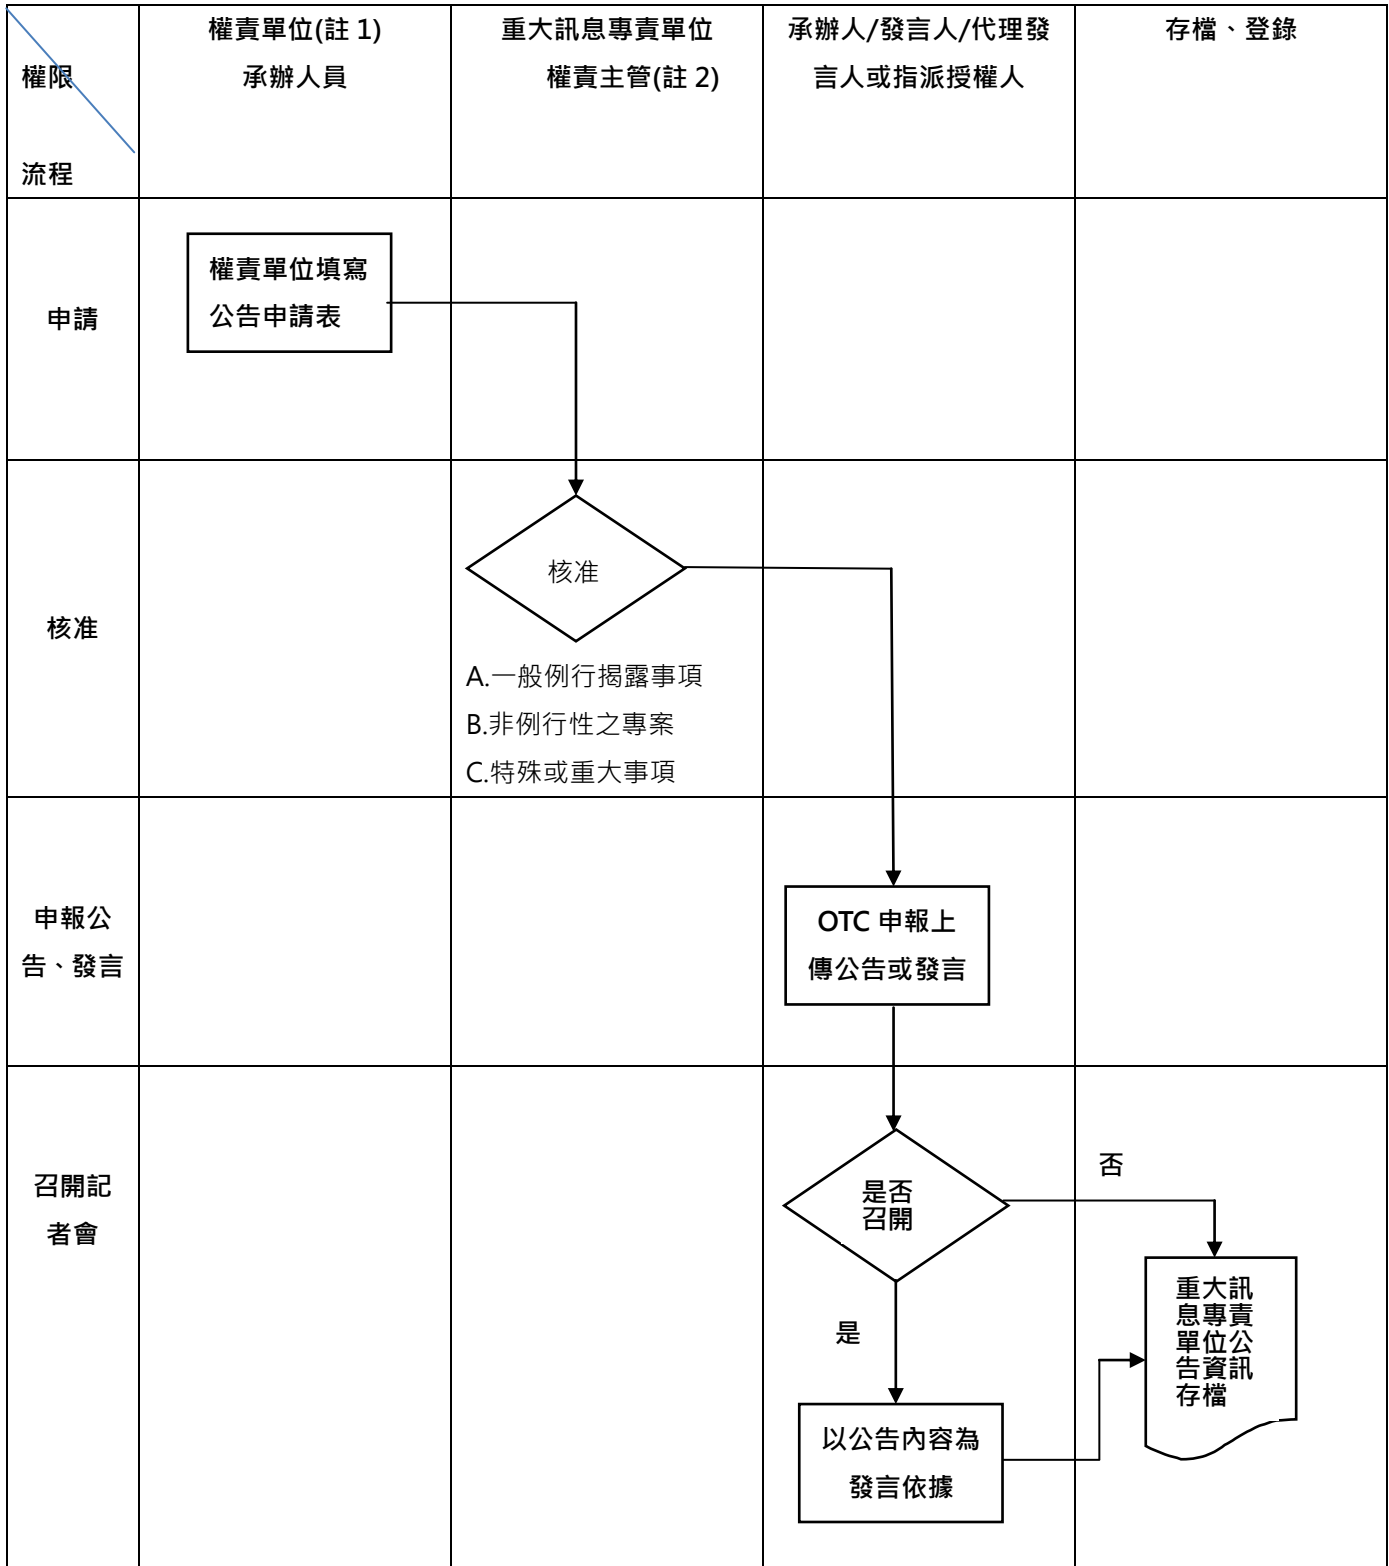 權限
流程
權責單位(註 1)
承辦人員
重大訊息專責單位
權責主管(註 2)
承辦人/發言人/代理發
言人或指派授權人
存檔、登錄
申請
權責單位填寫
公告申請表
核准
核准
A.一般例行揭露事項
B.非例行性之專案
C.特殊或重大事項
申報公
告、發言
OTC 申報上
傳公告或發言
召開記
者會
是否
召開
否
是
重大訊
息專責
單位公
告資訊
存檔
以公告內容為
發言依據